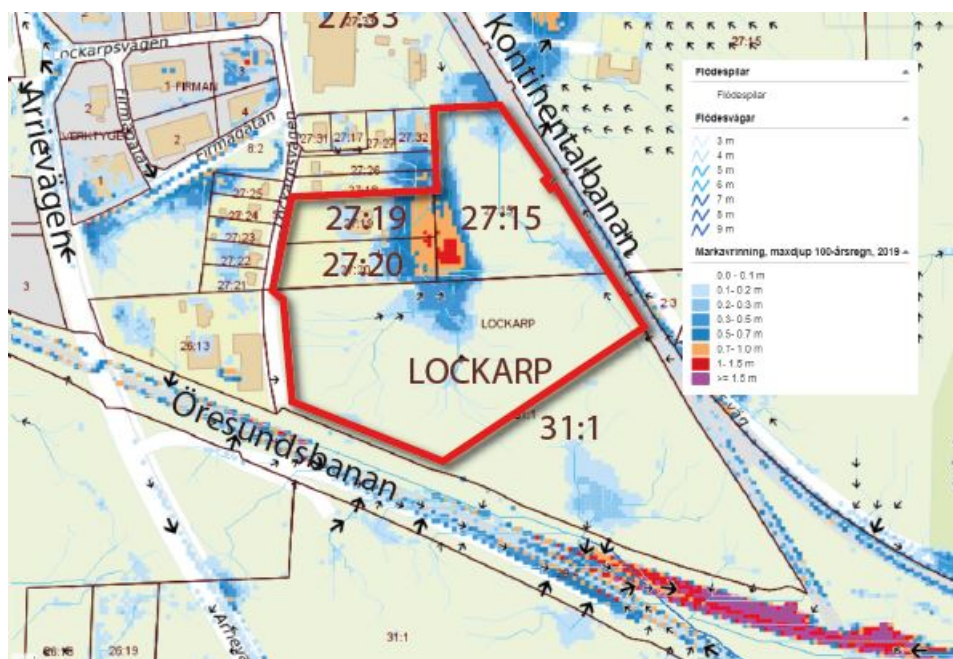 27:33
Lockarpsvägen
Kontinentalbanan
27:15
Arrievägen
3
1 FIRMAN
2
4
Firmagatan
2
VERKTYGET
Firmagatan
8:2
1
27:31
27:17
27:27
27:32
27:26
27:18
27:25
27:24
27:23
27:22
27:21
27:19
27:15
27:20
3
2:3
LOCKARP
26:13
LOCKARP
31:1
Öresundsbanan
31:1
26:19
Flödespilar
Flödespilar
Flödesvägar
3 m
4 m
5 m
6 m
7 m
8 m
9 m
Markavrinning, maxdjup 100-årsregn, 2019
0.0 - 0.1 m
0.1- 0.2 m
0.2- 0.3 m
0.3- 0.5 m
0.5- 0.7 m
0.7- 1.0 m
1- 1.5 m
>= 1.5 m